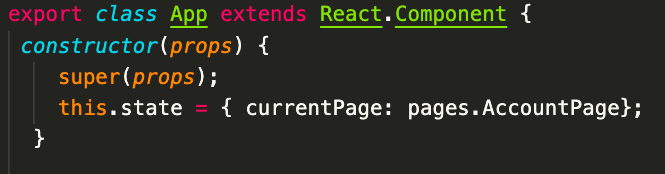 export class App extends React.Component {
constructor(props) {
super(props);
this.state = { currentPage: pages.AccountPage};
}